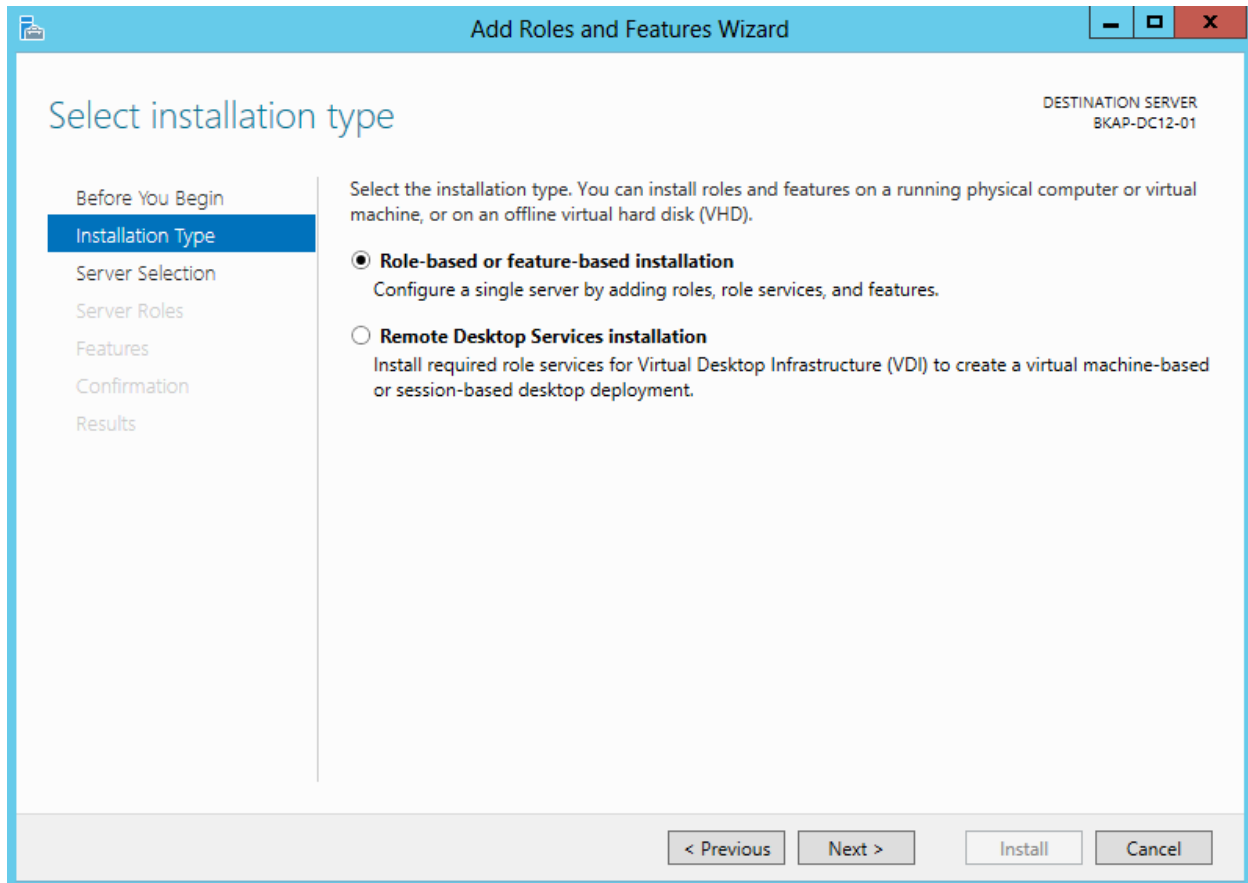 Add Roles and Features Wizard
Select installation type
DESTINATION SERVER
BKAP-DC12-01
Before You Begin
Installation Type
Server Selection
Server Roles
Features
Confirmation
Results
Select the installation type. You can install roles and features on a running physical computer or virtual
machine, or on an offline virtual hard disk (VHD).
Role-based or feature-based installation
Configure a single server by adding roles, role services, and features.
Remote Desktop Services installation
Install required role services for Virtual Desktop Infrastructure (VDI) to create a virtual machine-based
or session-based desktop deployment.
< Previous
Next >
Install
Cancel